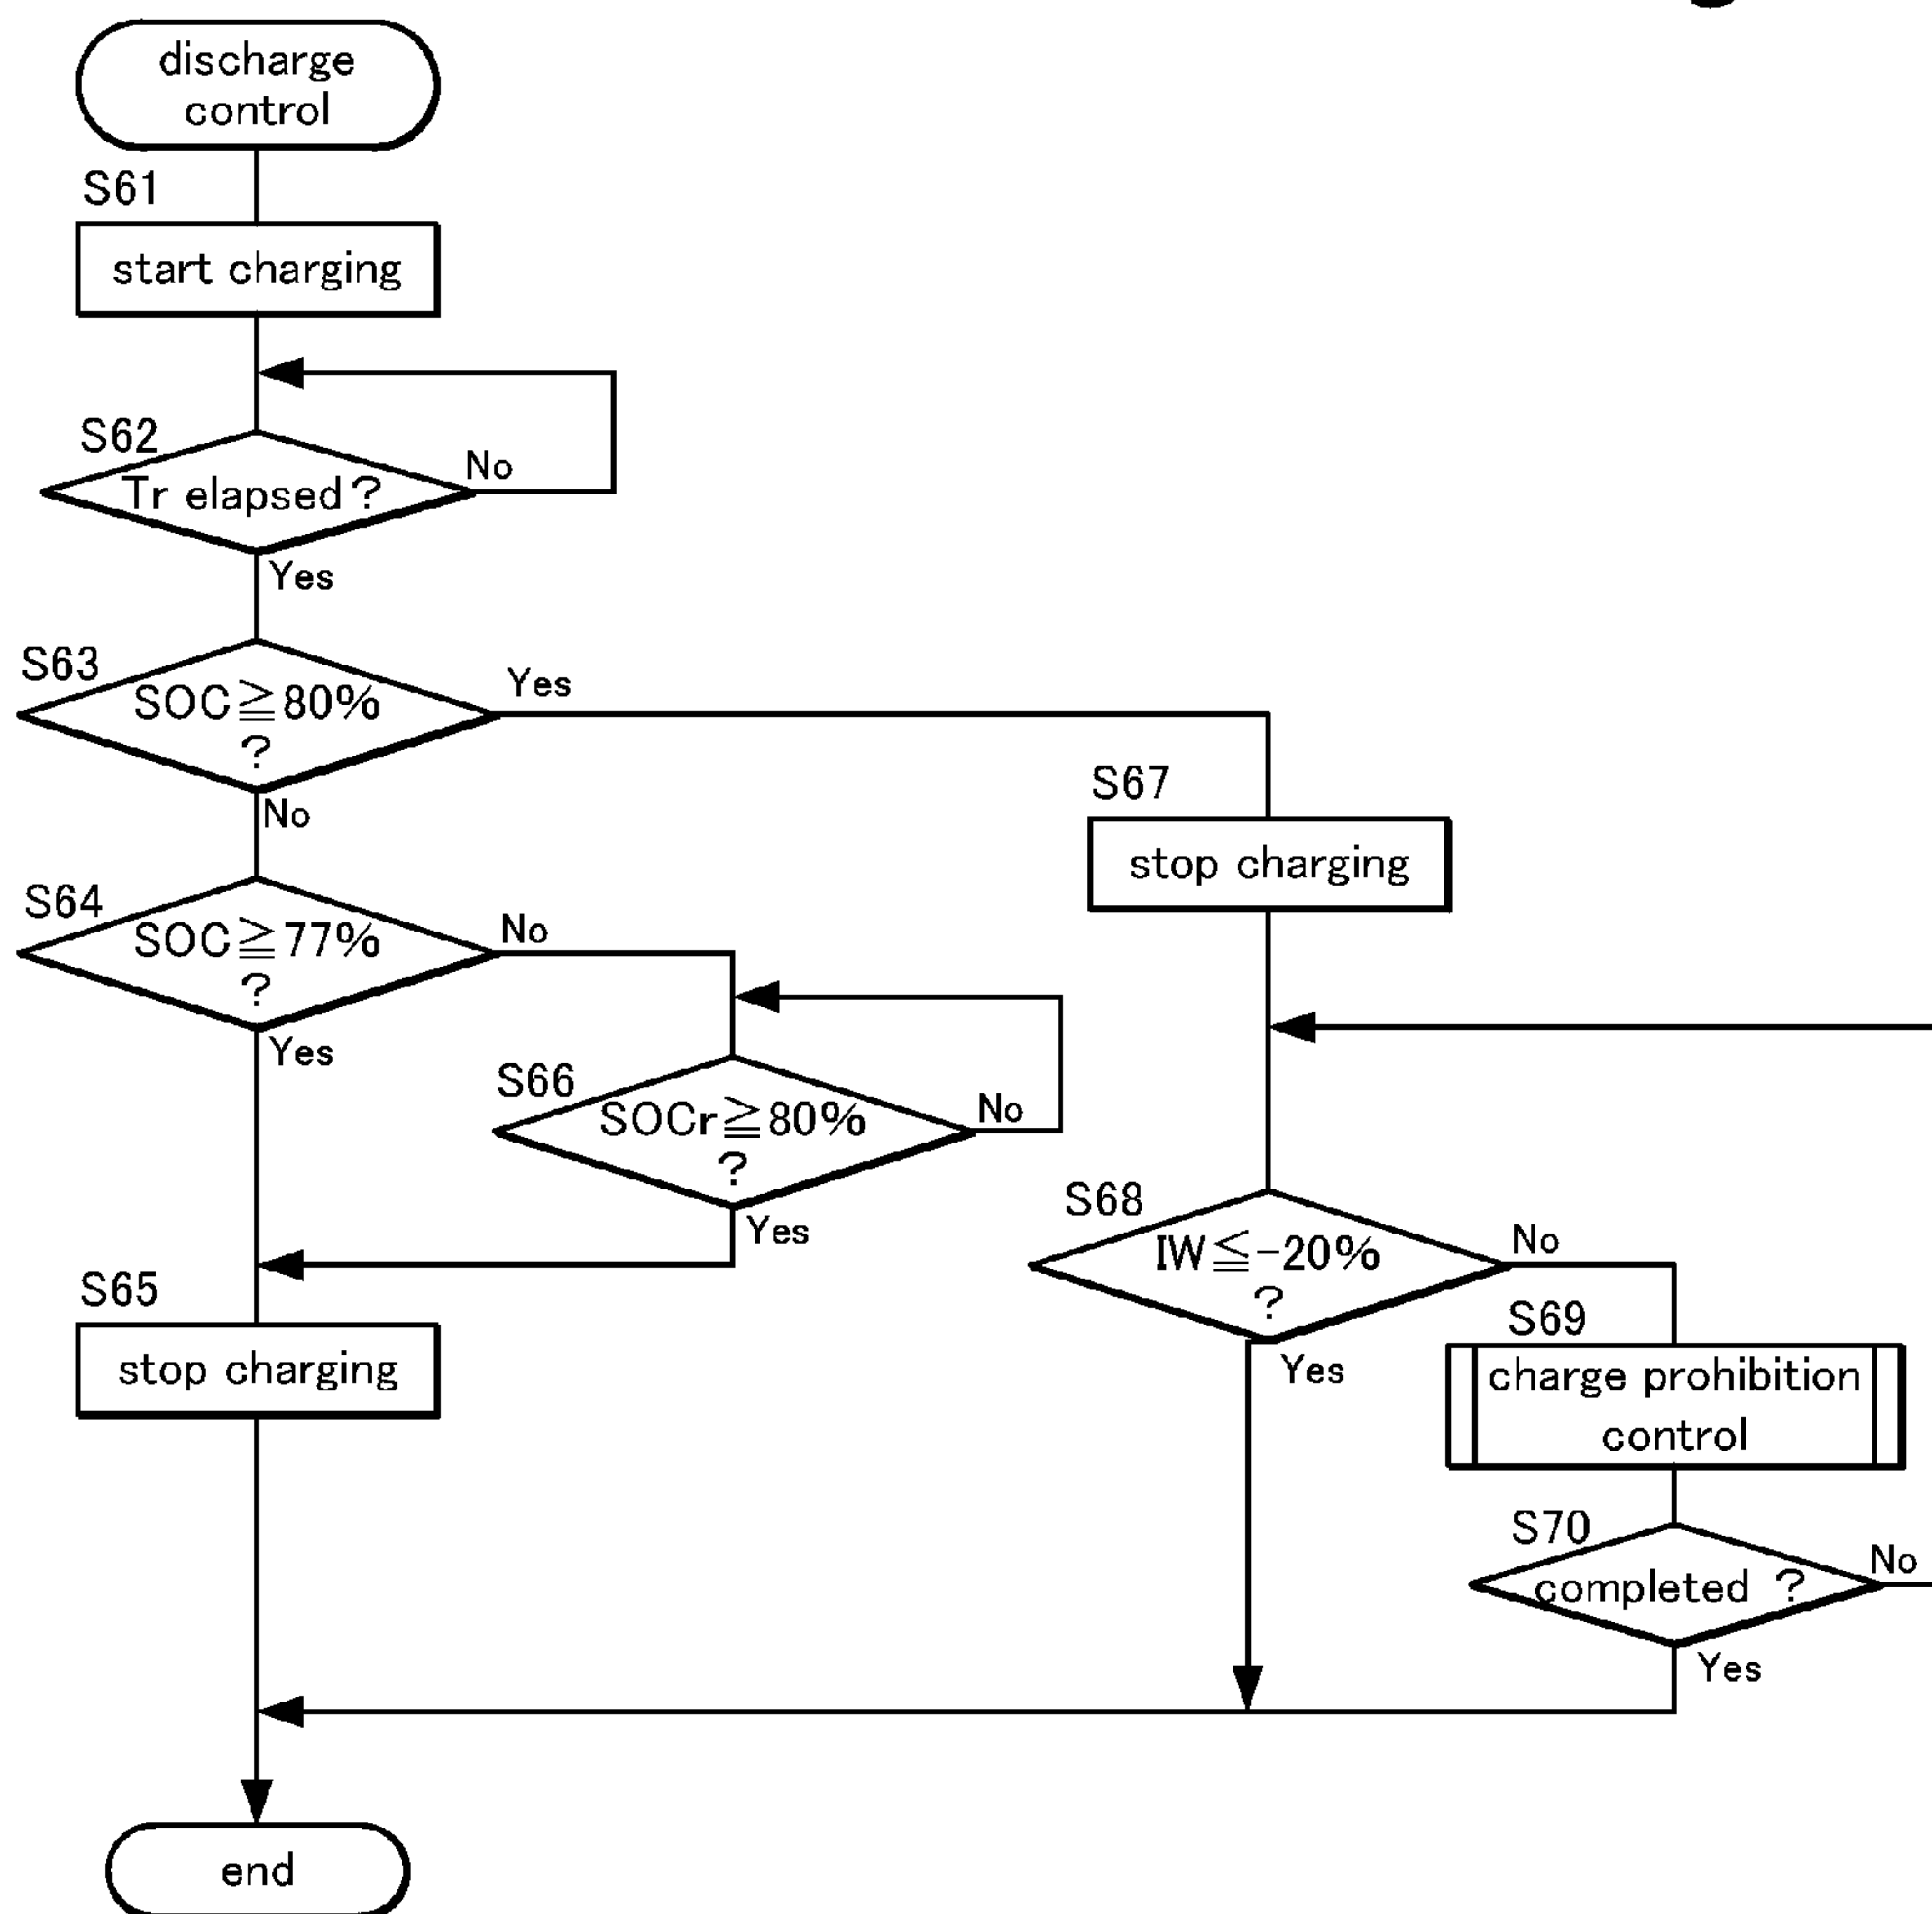 discharge
control
S61
start charging
S62
Tr elapsed?
No
Yes
S63
SOC≧80%
?
Yes
No
S64
SOC≧77%
?
No
Yes
S66
SOCr≧80%
?
No
Yes
S65
stop charging
S67
stop charging
S68
IW≦-20%
?
No
Yes
S69
charge prohibition
control
S70
completed ?
No
Yes
end